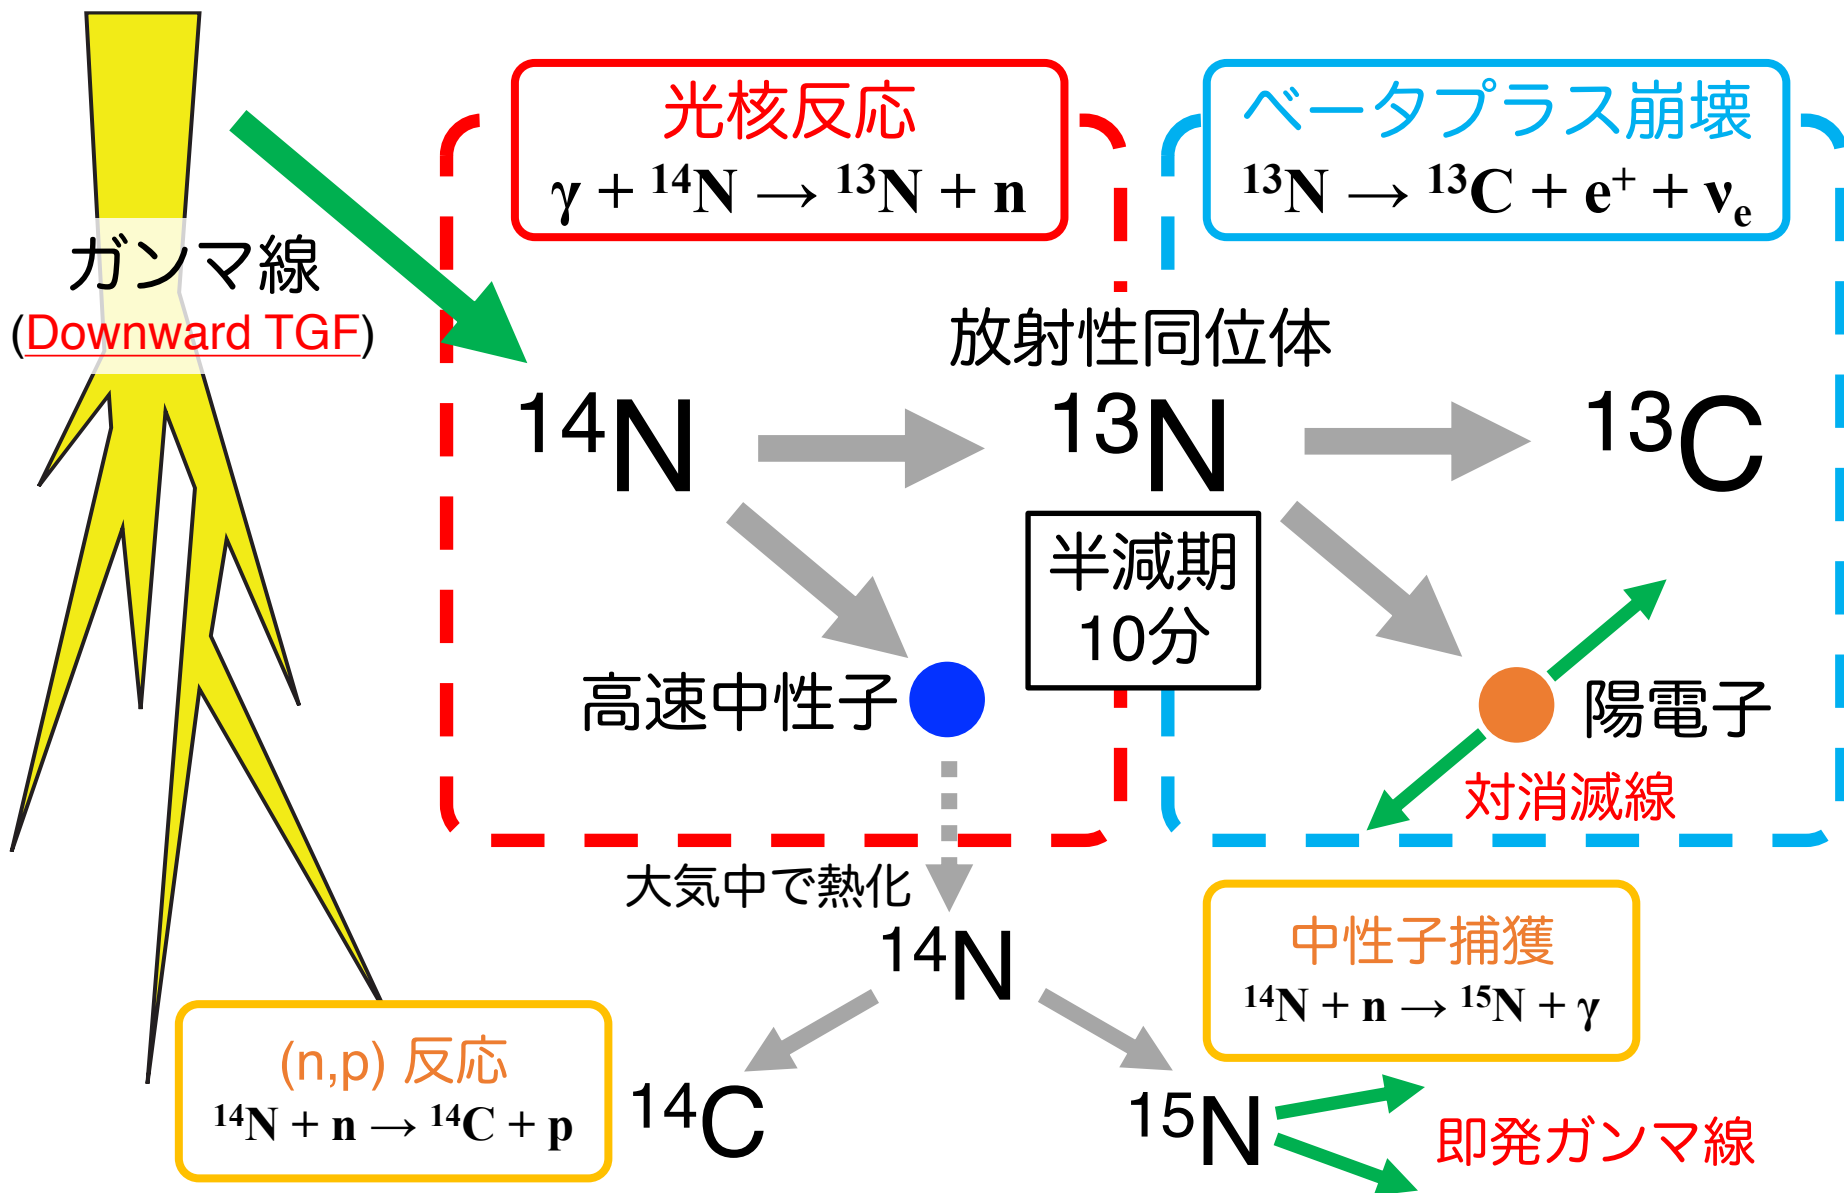 光核反応
γ + ¹⁴N → ¹³N + n
ベータプラス崩壊
¹³N → ¹³C + e⁺ + νₑ
ガンマ線
(Downward TGF)
放射性同位体
¹⁴N
¹³N
¹³C
半減期
10分
高速中性子
陽電子
対消滅線
大気中で熱化
¹⁴N
中性子捕獲
¹⁴N + n → ¹⁵N + γ
(n,p) 反応
¹⁴N + n → ¹⁴C + p
¹⁴C
¹⁵N
即発ガンマ線